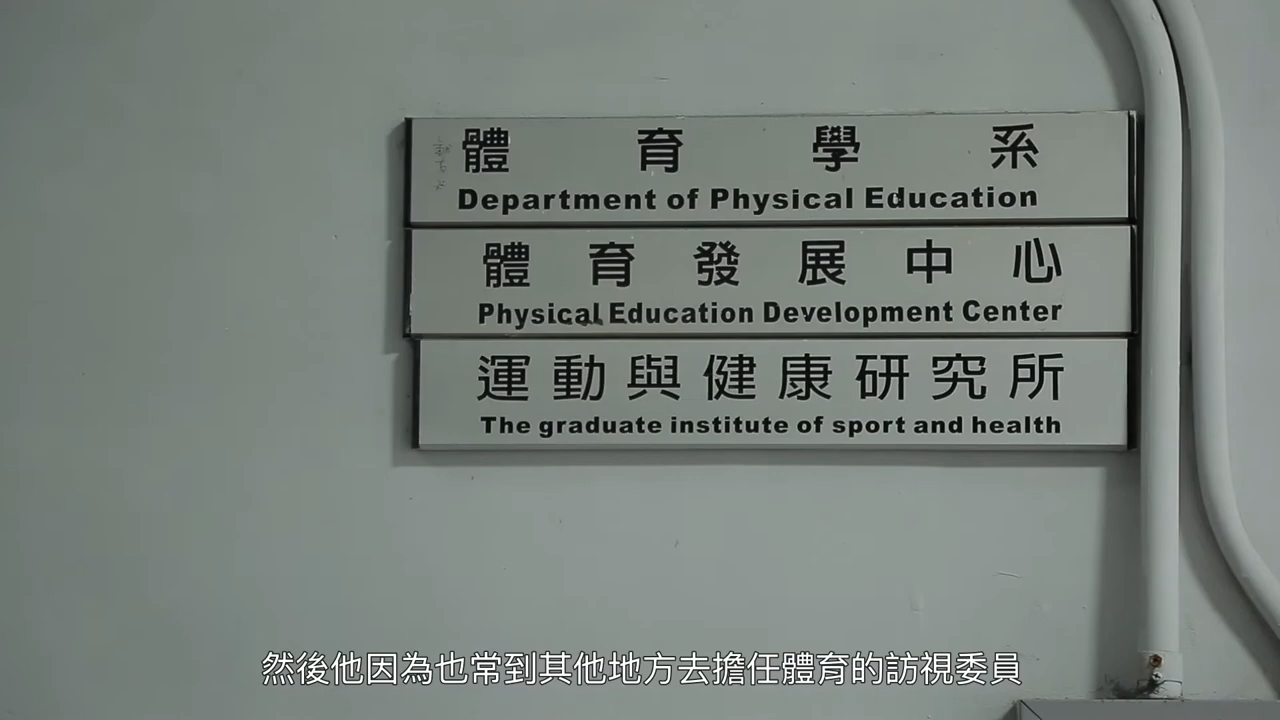 體育學系
Department of Physical Education
體育發展中心
Physical Education Development Center
運動與健康研究所
The graduate institute of sport and health
然後他因為也常到其他地方去擔任體育的訪視委員